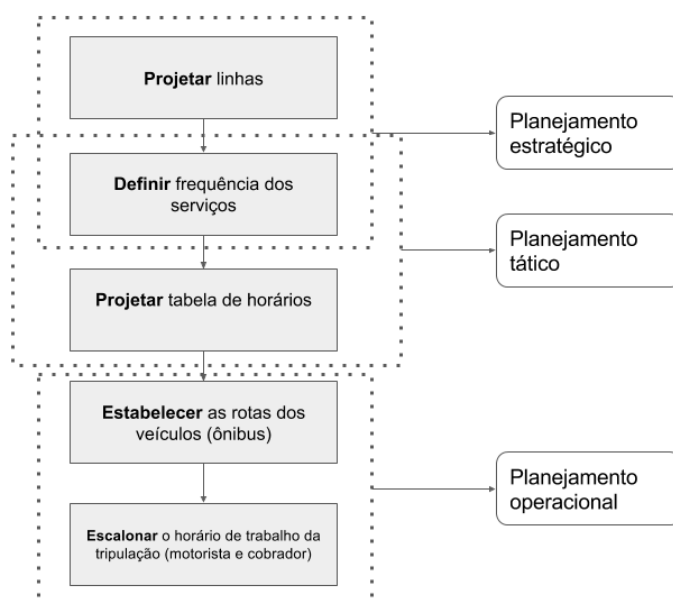 Projetar linhas
Planejamento
estratégico
Definir frequência dos
serviços
Planejamento
tático
Projetar tabela de horários
Estabelecer as rotas dos
veículos (ônibus)
Planejamento
operacional
Escalonar o horário de trabalho da
tripulação (motorista e cobrador)